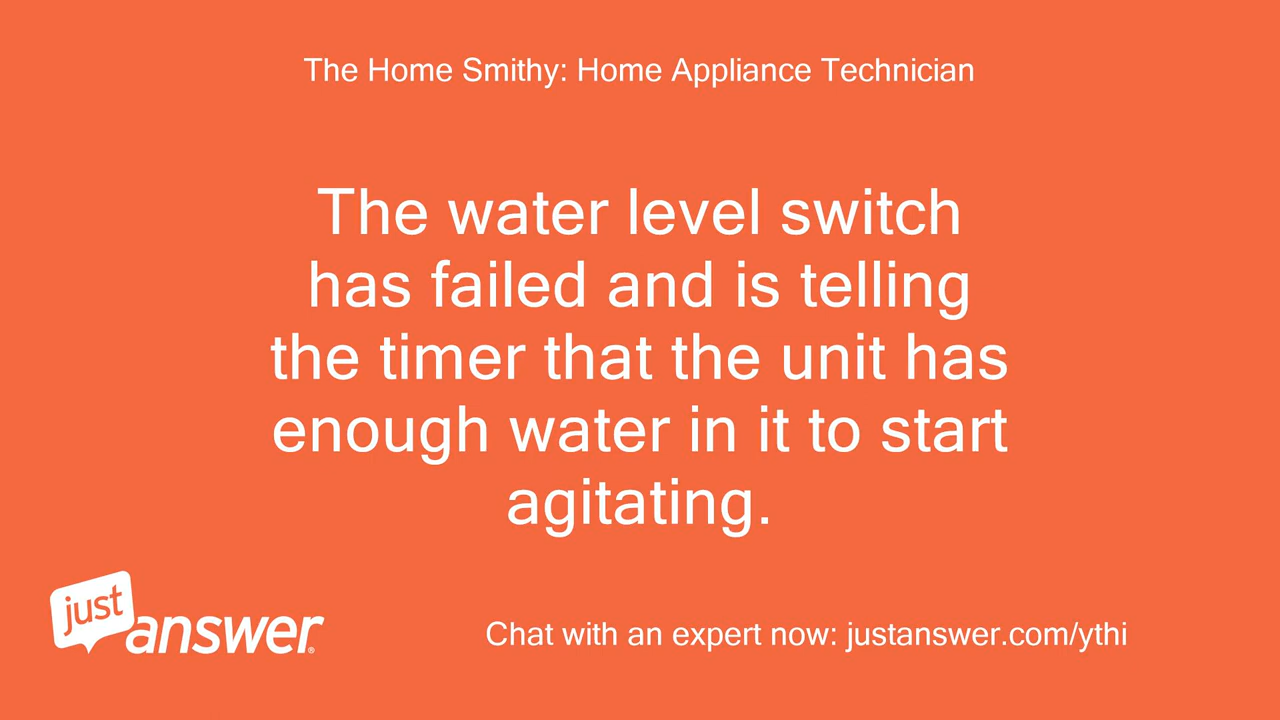 The Home Smithy: Home Appliance Technician
The water level switch
has failed and is telling
the timer that the unit has
enough water in it to start
agitating.
just
answer®
Chat with an expert now: justanswer.com/ythi